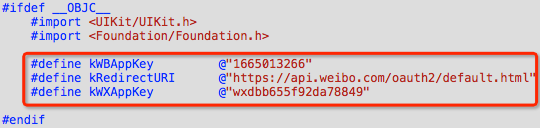 #ifdef __OBJC__
#import <UIKit/UIKit.h>
#import <Foundation/Foundation.h>
#define kWBAppKey @"1665013266"
#define kRedirectURI @"https://api.weibo.com/oauth2/default.html"
#define kWXAppKey @"wxdbb655f92da78849"
#endif